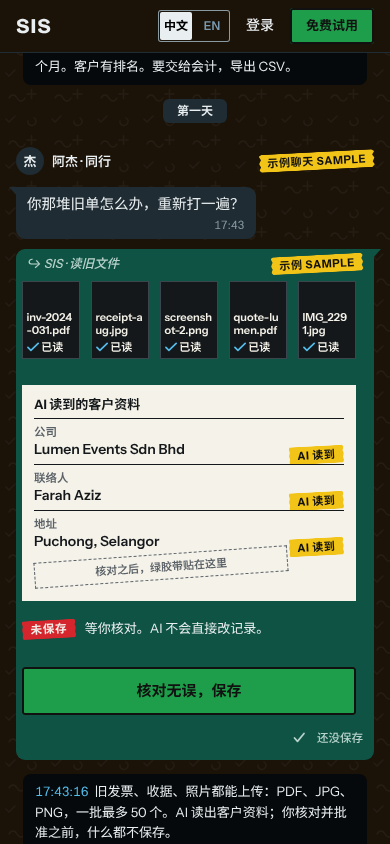 SIS
中文 EN
登录
免费试用
个月。客户有排名。要交给会计，导出 CSV。
第一天
杰 阿杰·同行
示例聊天 SAMPLE
你那堆旧单怎么办，重新打一遍？
17:43
↪ SIS·读旧文件
示例 SAMPLE
inv-2024
-031.pdf
✓ 已读
receipt-a
ug.jpg
✓ 已读
screensh
ot-2.png
✓ 已读
quote-lu
men.pdf
✓ 已读
IMG_229
1.jpg
✓ 已读
AI 读到的客户资料
公司
Lumen Events Sdn Bhd
AI 读到
联络人
Farah Aziz
AI 读到
地址
Puchong, Selangor
AI 读到
核对之后，绿胶带贴在这里
未保存 等你核对。AI 不会直接改记录。
核对无误，保存
✓ 还没保存
17:43:16 旧发票、收据、照片都能上传：PDF、JPG、
PNG，一批最多 50 个。AI 读出客户资料；你核对并批
准之前，什么都不保存。